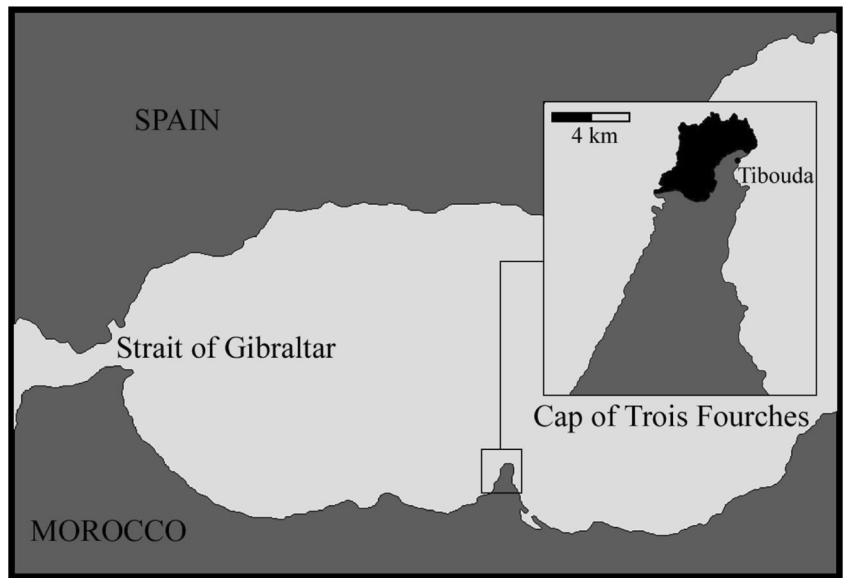 SPAIN
4 km
Tibouda
Strait of Gibraltar
Cap of Trois Fourches
MOROCCO